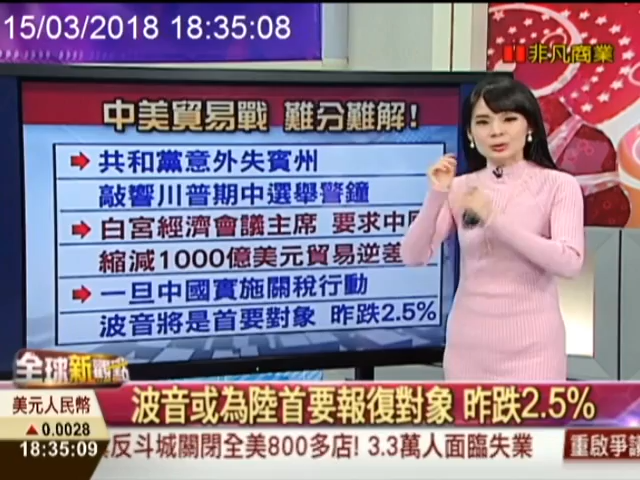 15/03/2018 18:35:08
非凡商業
中美貿易戰 難分難解!
共和黨意外失賓州
敲響川普期中選舉警鐘
白宮經濟會議主席 要求中國
縮減1000億美元貿易逆差
一旦中國實施關稅行動
波音將是首要對象 昨跌2.5%
全球新觀點
波音或為陸首要報復對象 昨跌2.5%
美元人民幣
▲0.0028
18:35:09
反斗城關閉全美800多店! 3.3萬人面臨失業
重啟爭議